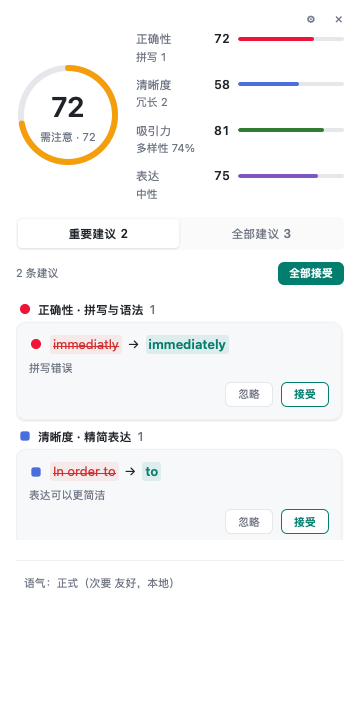 ⚙ ×
正确性 72
拼写 1
清晰度 58
冗长 2
吸引力 81
多样性 74%
表达 75
中性
72
需注意 · 72
重要建议 2 全部建议 3
2 条建议 全部接受
正确性 · 拼写与语法 1
immediatly → immediately
拼写错误
忽略 接受
清晰度 · 精简表达 1
In order to → to
表达可以更简洁
忽略 接受
语气：正式（次要 友好，本地）